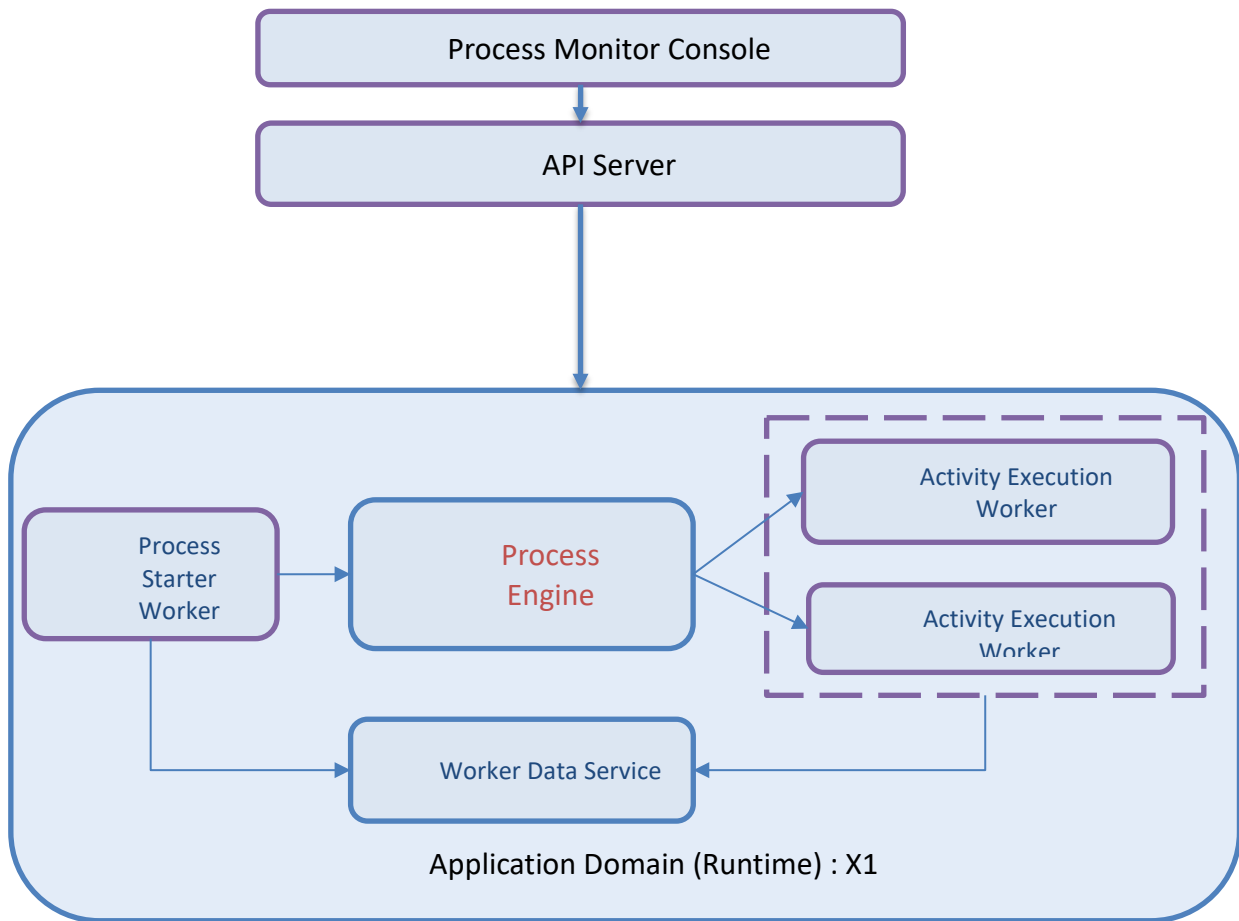 Process Monitor Console
API Server
Activity Execution
Worker
Process
Starter
Worker
Process
Engine
Activity Execution
Worker
Worker Data Service
Application Domain (Runtime) : X1